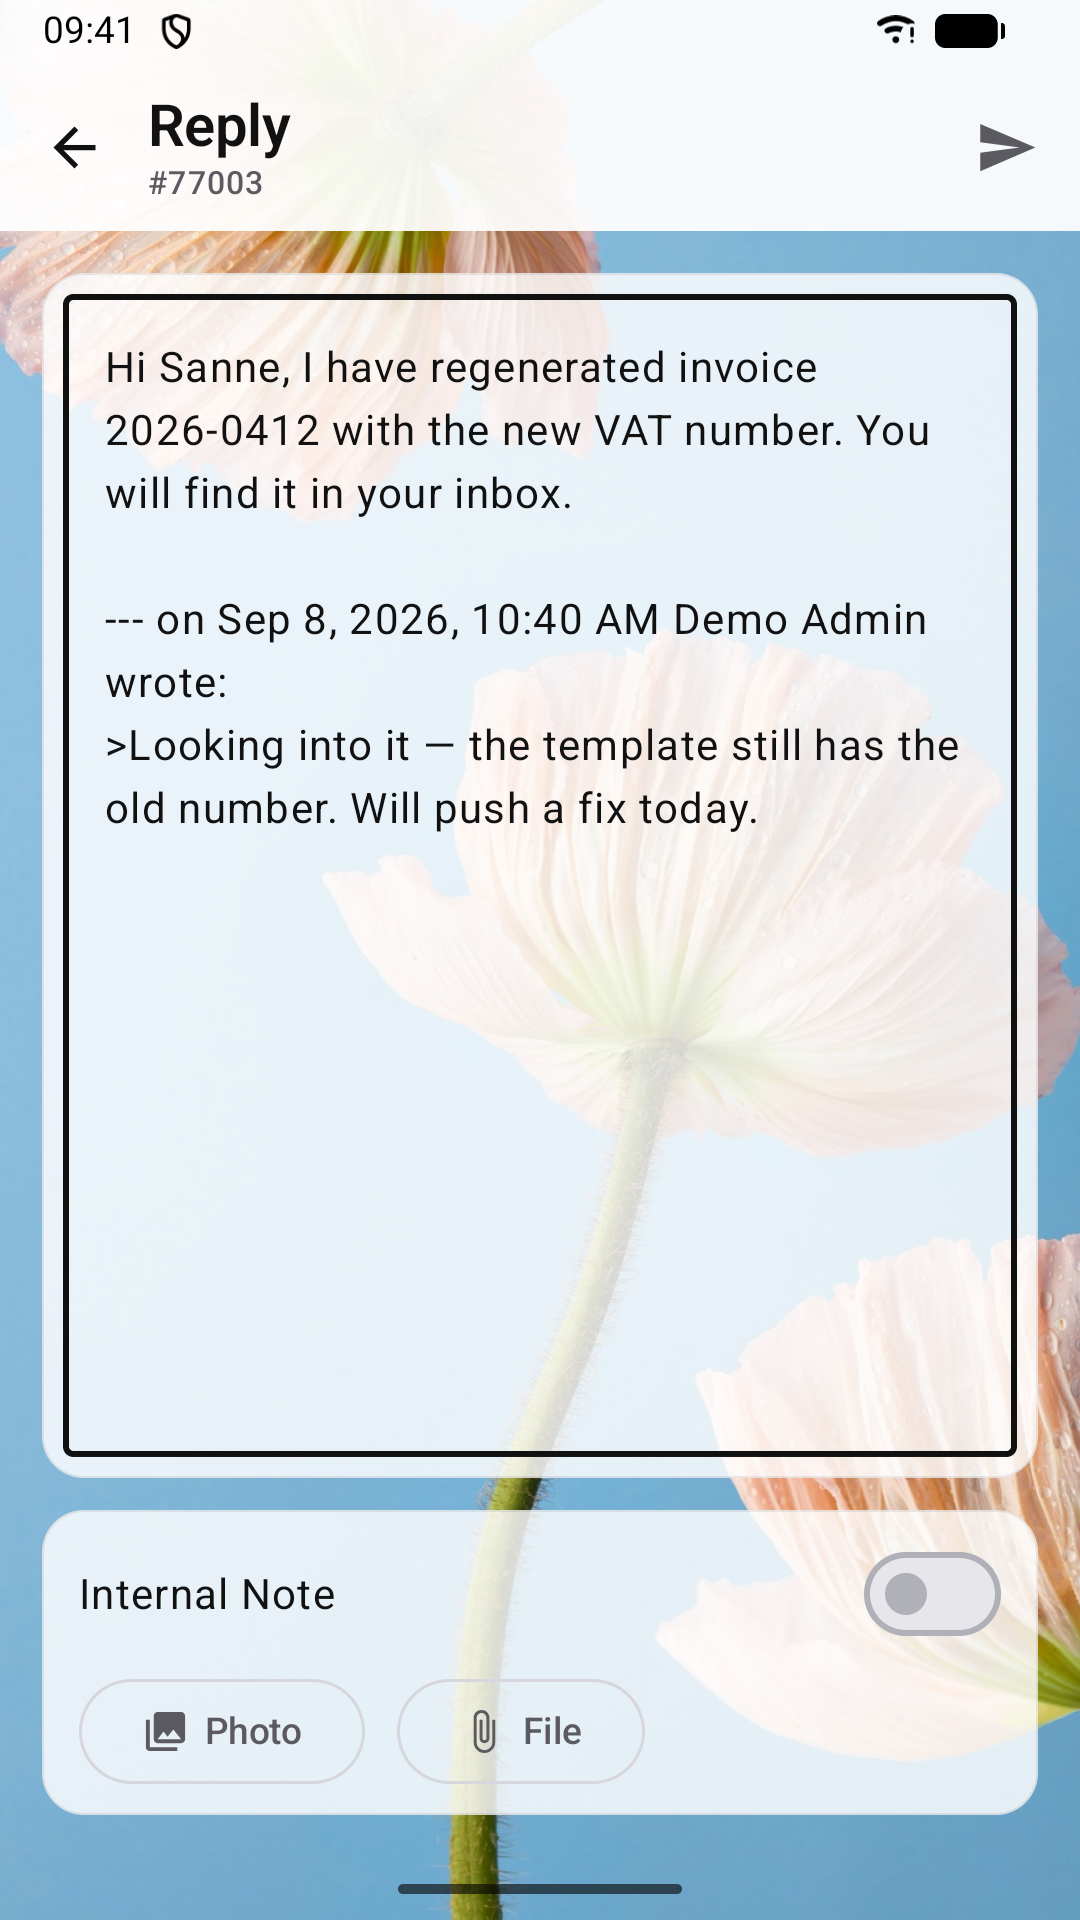 09:41
Reply
#77003
Hi Sanne, I have regenerated invoice
2026-0412 with the new VAT number. You
will find it in your inbox.
--- on Sep 8, 2026, 10:40 AM Demo Admin
wrote:
>Looking into it — the template still has the
old number. Will push a fix today.
Internal Note
Photo
File